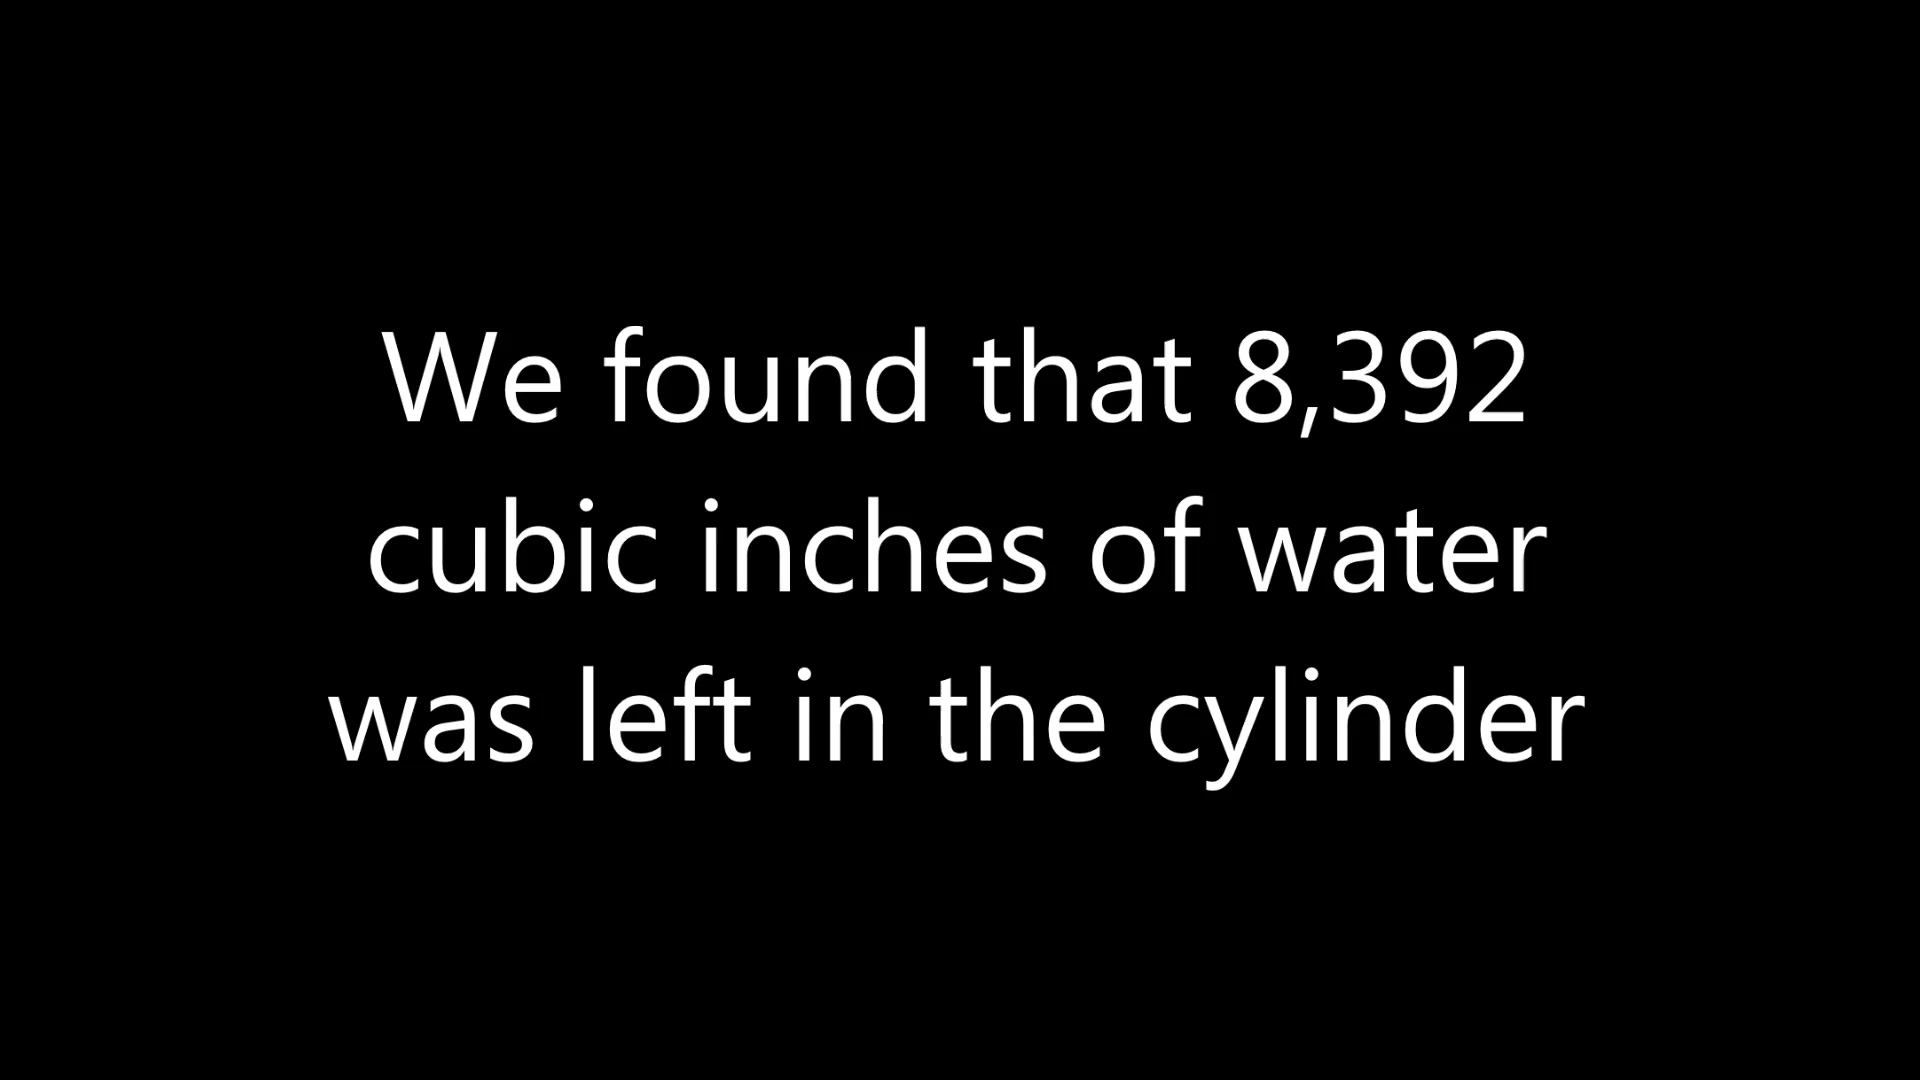 We found that 8,392
cubic inches of water
was left in the cylinder